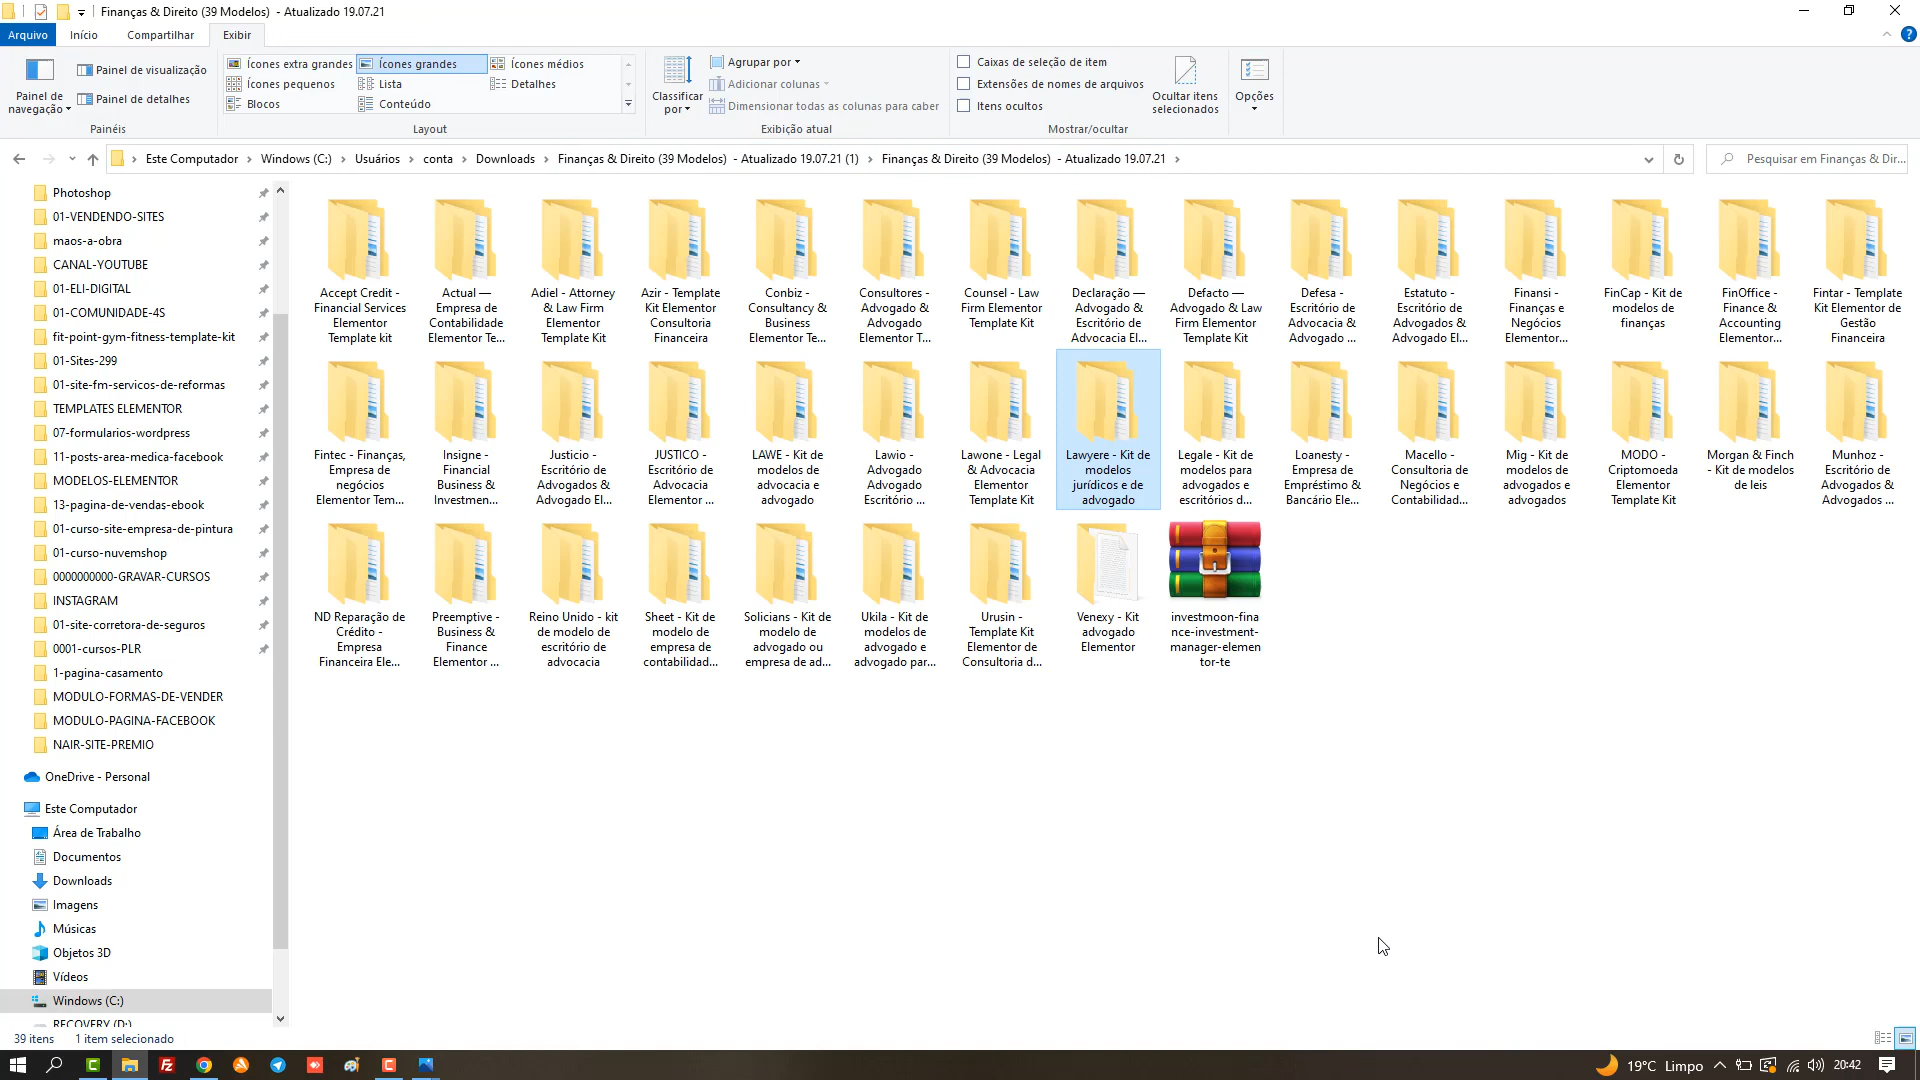 Finanças & Direito (39 Modelos)  - Atualizado 19.07.21
Arquivo
Início
Compartilhar
Exibir
Painel de navegação
Painel de visualização
Painel de detalhes
Painéis
Ícones extra grandes
Ícones grandes
Ícones médios
Ícones pequenos
Lista
Detalhes
Blocos
Conteúdo
Layout
Classificar por
Agrupar por
Adicionar colunas
Dimensionar todas as colunas para caber
Exibição atual
Caixas de seleção de item
Extensões de nomes de arquivos
Itens ocultos
Ocultar itens selecionados
Mostrar/ocultar
Opções
Este Computador > Windows (C:) > Usuários > conta > Downloads > Finanças & Direito (39 Modelos)  - Atualizado 19.07.21 (1) > Finanças & Direito (39 Modelos)  - Atualizado 19.07.21 >
Pesquisar em Finanças & Dir...
Photoshop
01-VENDENDO-SITES
maos-a-obra
CANAL-YOUTUBE
01-ELI-DIGITAL
01-COMUNIDADE-4S
fit-point-gym-fitness-template-kit
01-Sites-299
01-site-fm-servicos-de-reformas
TEMPLATES ELEMENTOR
07-formularios-wordpress
11-posts-area-medica-facebook
MODELOS-ELEMENTOR
13-pagina-de-vendas-ebook
01-curso-site-empresa-de-pintura
01-curso-nuvemshop
0000000000-GRAVAR-CURSOS
INSTAGRAM
01-site-corretora-de-seguros
0001-cursos-PLR
1-pagina-casamento
MODULO-FORMAS-DE-VENDER
MODULO-PAGINA-FACEBOOK
NAIR-SITE-PREMIO
OneDrive - Personal
Este Computador
Área de Trabalho
Documentos
Downloads
Imagens
Músicas
Objetos 3D
Vídeos
Windows (C:)
RECOVERY (D:)
Accept Credit -
Financial Services
Elementor
Template kit
Actual —
Empresa de
Contabilidade
Elementor Te...
Adiel - Attorney
& Law Firm
Elementor
Template Kit
Azir - Template
Kit Elementor
Consultoria
Financeira
Conbiz -
Consultancy &
Business
Elementor Te...
Consultores -
Advogado &
Advogado
Elementor T...
Counsel - Law
Firm Elementor
Template Kit
Declaração —
Advogado &
Escritório de
Advocacia El...
Defacto —
Advogado & Law
Firm Elementor
Template Kit
Defesa -
Escritório de
Advocacia &
Advogado ...
Estatuto -
Escritório de
Advogados &
Advogado El...
Finansi -
Finanças e
Negócios
Elementor...
FinCap - Kit de
modelos de
finanças
FinOffice -
Finance &
Accounting
Elementor...
Fintar - Template
Kit Elementor de
Gestão
Financeira
Fintec - Finanças,
Empresa de
negócios
Elementor Tem...
Insigne -
Financial
Business &
Investmen...
Justicio -
Escritório de
Advogados &
Advogado El...
JUSTICO -
Escritório de
Advocacia
Elementor ...
LAWE - Kit de
modelos de
advocacia e
advogado
Lawio -
Advogado
Advogado
Escritório ...
Lawone - Legal
& Advocacia
Elementor
Template Kit
Lawyere - Kit de
modelos
jurídicos e de
advogado
Legale - Kit de
modelos para
advogados e
escritórios d...
Loanesty -
Empresa de
Empréstimo &
Bancário Ele...
Macello -
Consultoria de
Negócios e
Contabilidad...
Mig - Kit de
modelos de
advogados e
advogados
MODO -
Criptomoeda
Elementor
Template Kit
Morgan & Finch
- Kit de modelos
de leis
Munhoz -
Escritório de
Advogados &
Advogados ...
ND Reparação de
Crédito -
Empresa
Financeira Ele...
Preemptive -
Business &
Finance
Elementor ...
Reino Unido - kit
de modelo de
escritório de
advocacia
Sheet - Kit de
modelo de
empresa de
contabilidad...
Solicians - Kit de
modelo de
advogado ou
empresa de ad...
Ukila - Kit de
modelos de
advogado e
advogado par...
Urusin -
Template Kit
Elementor de
Consultoria d...
Venexy - Kit
advogado
Elementor
investmoon-fina
nce-investment-
manager-elemen
tor-te
39 itens
1 item selecionado
19°C Limpo
20:42